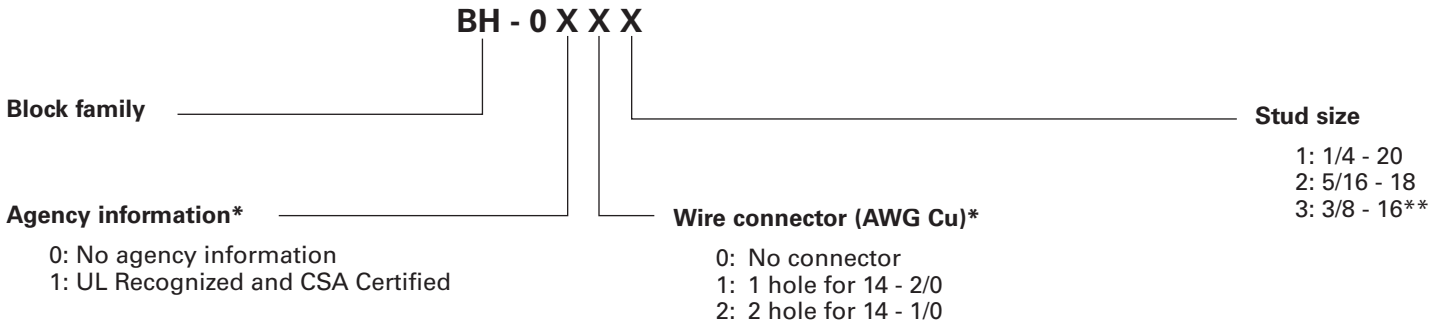 BH - 0 X X X
Block family
Stud size
1: 1/4 - 20
2: 5/16 - 18
3: 3/8 - 16**
Agency information*
0: No agency information
1: UL Recognized and CSA Certified
Wire connector (AWG Cu)*
0: No connector
1: 1 hole for 14 - 2/0
2: 2 hole for 14 - 1/0